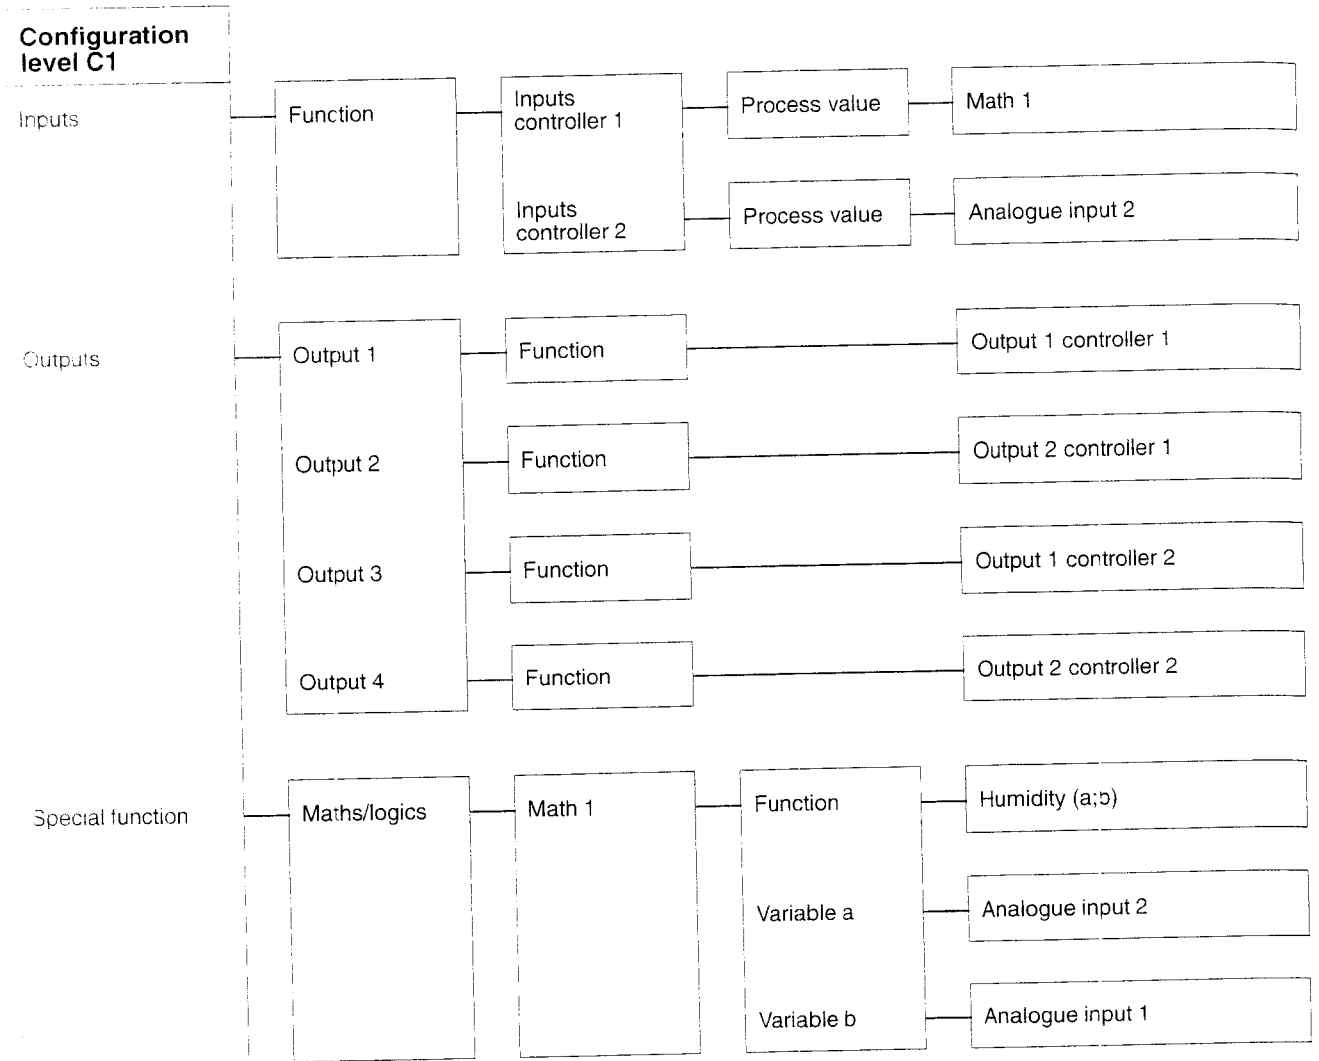 Configuration
level C1
Inputs
Function
Inputs
controller 1
Process value
Math 1
Inputs
controller 2
Process value
Analogue input 2
Outputs
Output 1
Function
Output 1 controller 1
Output 2
Function
Output 2 controller 1
Output 3
Function
Output 1 controller 2
Output 4
Function
Output 2 controller 2
Special function
Maths/logics
Math 1
Function
Humidity (a;b)
Variable a
Analogue input 2
Variable b
Analogue input 1